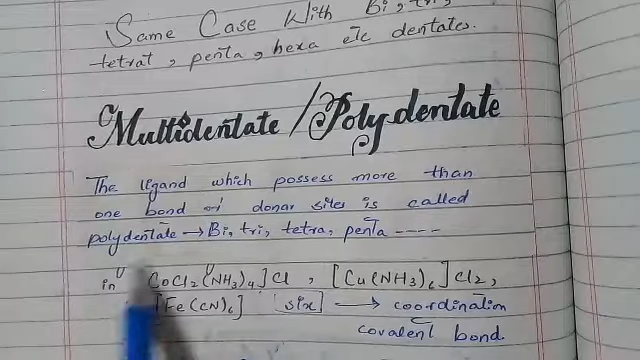 Same Case With Bi, tri,
tetrat, penta, hexa etc dentates.
Multidentate / Polydentate
The ligand which possess more than
one bond or donar sites is called
polydentate → Bi, tri, tetra, penta ----
in CoCl2(NH3)4]Cl , [Cu(NH3)6]Cl2,
[Fe(CN)6] [six] → coordination
covalent bond.